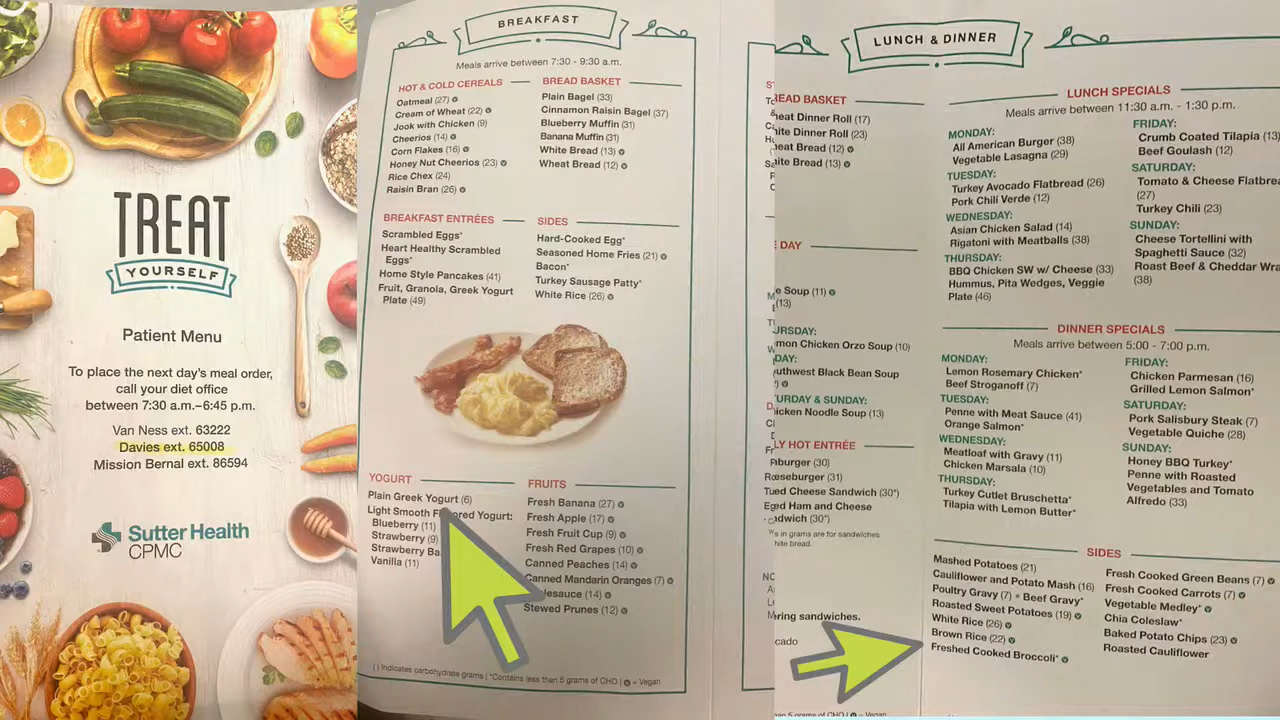 TREAT
YOURSELF
Patient Menu
To place the next day's meal order,
call your diet office
between 7:30 a.m.–6:45 p.m.
Van Ness ext. 63222
Davies ext. 65008
Mission Bernal ext. 86594
Sutter Health
CPMC
BREAKFAST
Meals arrive between 7:30 - 9:30 a.m.
HOT & COLD CEREALS
Oatmeal (27) V
Cream of Wheat (22) V
Jook with Chicken (9)
Cheerios (14) V
Corn Flakes (16) V
Honey Nut Cheerios (23) V
Rice Chex (24)
Raisin Bran (26) V
BREAD BASKET
Plain Bagel (33)
Cinnamon Raisin Bagel (37)
Blueberry Muffin (31)
Banana Muffin (31)
White Bread (13) V
Wheat Bread (12) V
BREAKFAST ENTRÉES
Scrambled Eggs*
Heart Healthy Scrambled
Eggs*
Home Style Pancakes (41)
Fruit, Granola, Greek Yogurt
Plate (49)
SIDES
Hard-Cooked Egg*
Seasoned Home Fries (21) V
Bacon*
Turkey Sausage Patty*
White Rice (26) V
YOGURT
Plain Greek Yogurt (6)
Light Smooth Yogurt:
Blueberry (11)
Strawberry (9)
Strawberry
Vanilla (11)
FRUITS
Fresh Banana (27) V
Fresh Apple (17) V
Fresh Fruit Cup (9) V
Fresh Red Grapes (10) V
Canned Peaches (14) V
Canned Mandarin Oranges (7) V
lesauce (14) V
Stewed Prunes (12) V
( ) Indicates carbohydrate grams | *Contains less than 5 grams of CHO | V = Vegan
EAD BASKET
heat Dinner Roll (17)
ite Dinner Roll (23)
heat Bread (12) V
ite Bread (13) V
DAY
e Soup (11) V
(13)
URSDAY:
mon Chicken Orzo Soup (10)
DAY:
uthwest Black Bean Soup
) V
URDAY & SUNDAY:
icken Noodle Soup (13)
LY HOT ENTRÉE
burger (30)
eseburger (31)
ed Cheese Sandwich (30*)
ed Ham and Cheese
dwich (30*)
s in grams are for sandwiches
hite bread.
ring sandwiches.
cado
an 5 grams of CHO | V = Vegan
LUNCH & DINNER
LUNCH SPECIALS
Meals arrive between 11:30 a.m. - 1:30 p.m.
MONDAY:
All American Burger (38)
Vegetable Lasagna (29)
TUESDAY:
Turkey Avocado Flatbread (26)
Pork Chili Verde (12)
WEDNESDAY:
Asian Chicken Salad (14)
Rigatoni with Meatballs (38)
THURSDAY:
BBQ Chicken SW w/ Cheese (33)
Hummus, Pita Wedges, Veggie
Plate (46)
FRIDAY:
Crumb Coated Tilapia (13)
Beef Goulash (12)
SATURDAY:
Tomato & Cheese Flatbrea
(27)
Turkey Chili (23)
SUNDAY:
Cheese Tortellini with
Spaghetti Sauce (32)
Roast Beef & Cheddar Wra
(38)
DINNER SPECIALS
Meals arrive between 5:00 - 7:00 p.m.
MONDAY:
Lemon Rosemary Chicken*
Beef Stroganoff (7)
TUESDAY:
Penne with Meat Sauce (41)
Orange Salmon*
WEDNESDAY:
Meatloaf with Gravy (11)
Chicken Marsala (10)
THURSDAY:
Turkey Cutlet Bruschetta*
Tilapia with Lemon Butter*
FRIDAY:
Chicken Parmesan (16)
Grilled Lemon Salmon*
SATURDAY:
Pork Salisbury Steak (7)
Vegetable Quiche (28)
SUNDAY:
Honey BBQ Turkey*
Penne with Roasted
Vegetables and Tomato
Alfredo (33)
SIDES
Mashed Potatoes (21)
Cauliflower and Potato Mash (16)
Poultry Gravy (7) • Beef Gravy*
Roasted Sweet Potatoes (19) V
White Rice (26) V
Brown Rice (22) V
Freshed Cooked Broccoli* V
Fresh Cooked Green Beans (7) V
Fresh Cooked Carrots (7) V
Vegetable Medley* V
Chia Coleslaw*
Baked Potato Chips (23) V
Roasted Cauliflower